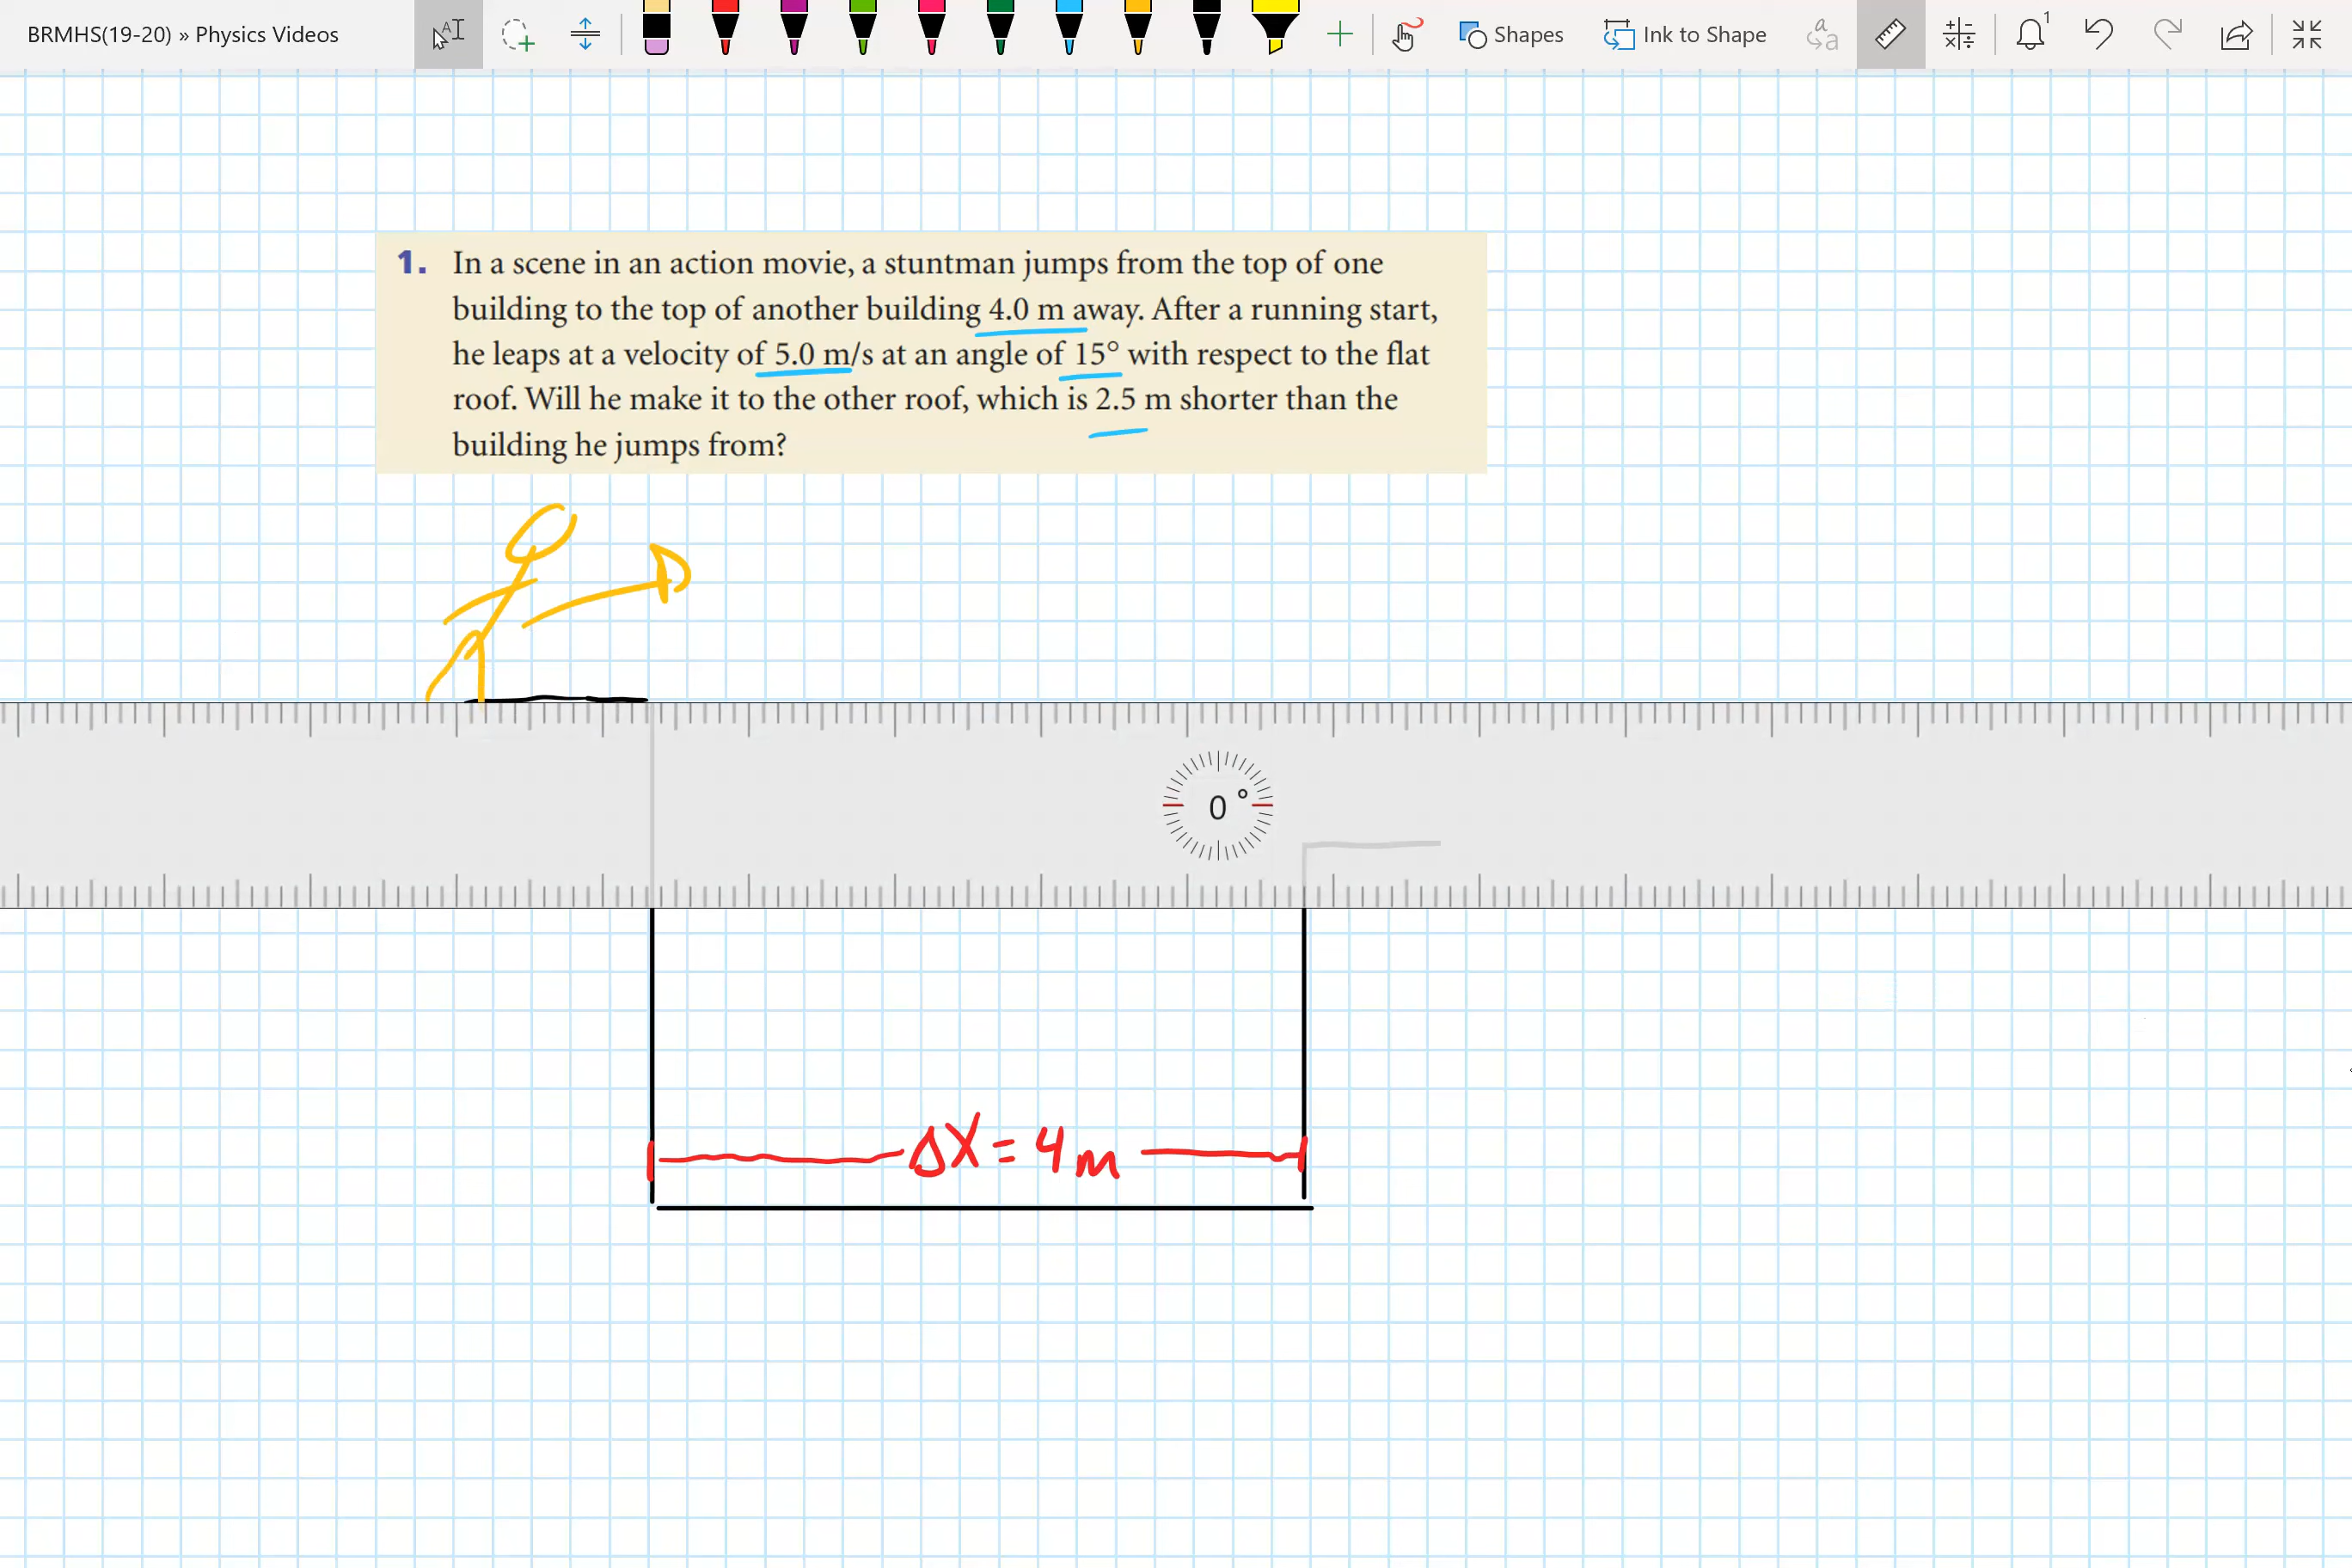 BRMHS(19-20) » Physics Videos
AI
Shapes
Ink to Shape
a
a
1
1. In a scene in an action movie, a stuntman jumps from the top of one
building to the top of another building 4.0 m away. After a running start,
he leaps at a velocity of 5.0 m/s at an angle of 15° with respect to the flat
roof. Will he make it to the other roof, which is 2.5 m shorter than the
building he jumps from?
0 °
ΔX = 4 m